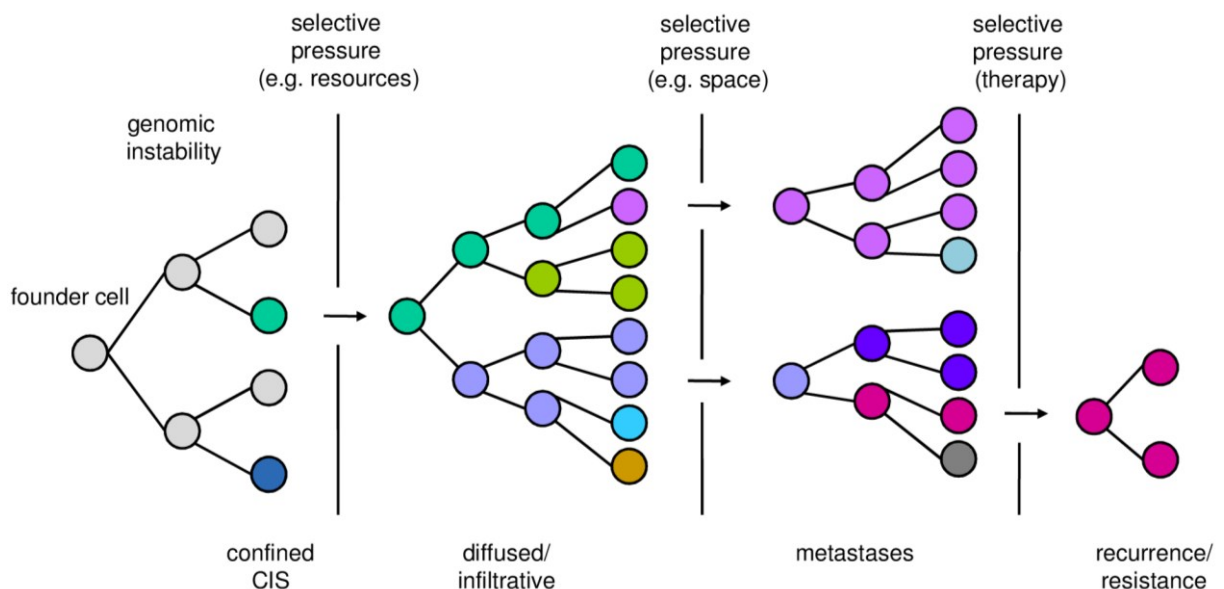 selective
pressure
(e.g. resources)
selective
pressure
(e.g. space)
selective
pressure
(therapy)
genomic
instability
founder cell
confined
CIS
diffused/
infiltrative
metastases
recurrence/
resistance